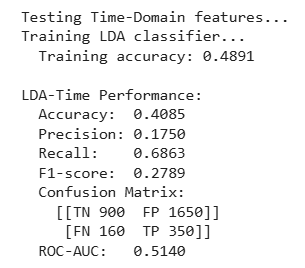 Testing Time-Domain features...
Training LDA classifier...
Training accuracy: 0.4891
LDA-Time Performance:
Accuracy: 0.4085
Precision: 0.1750
Recall: 0.6863
F1-score: 0.2789
Confusion Matrix:
[[TN 900 FP 1650]]
[FN 160 TP 350]]
ROC-AUC: 0.5140